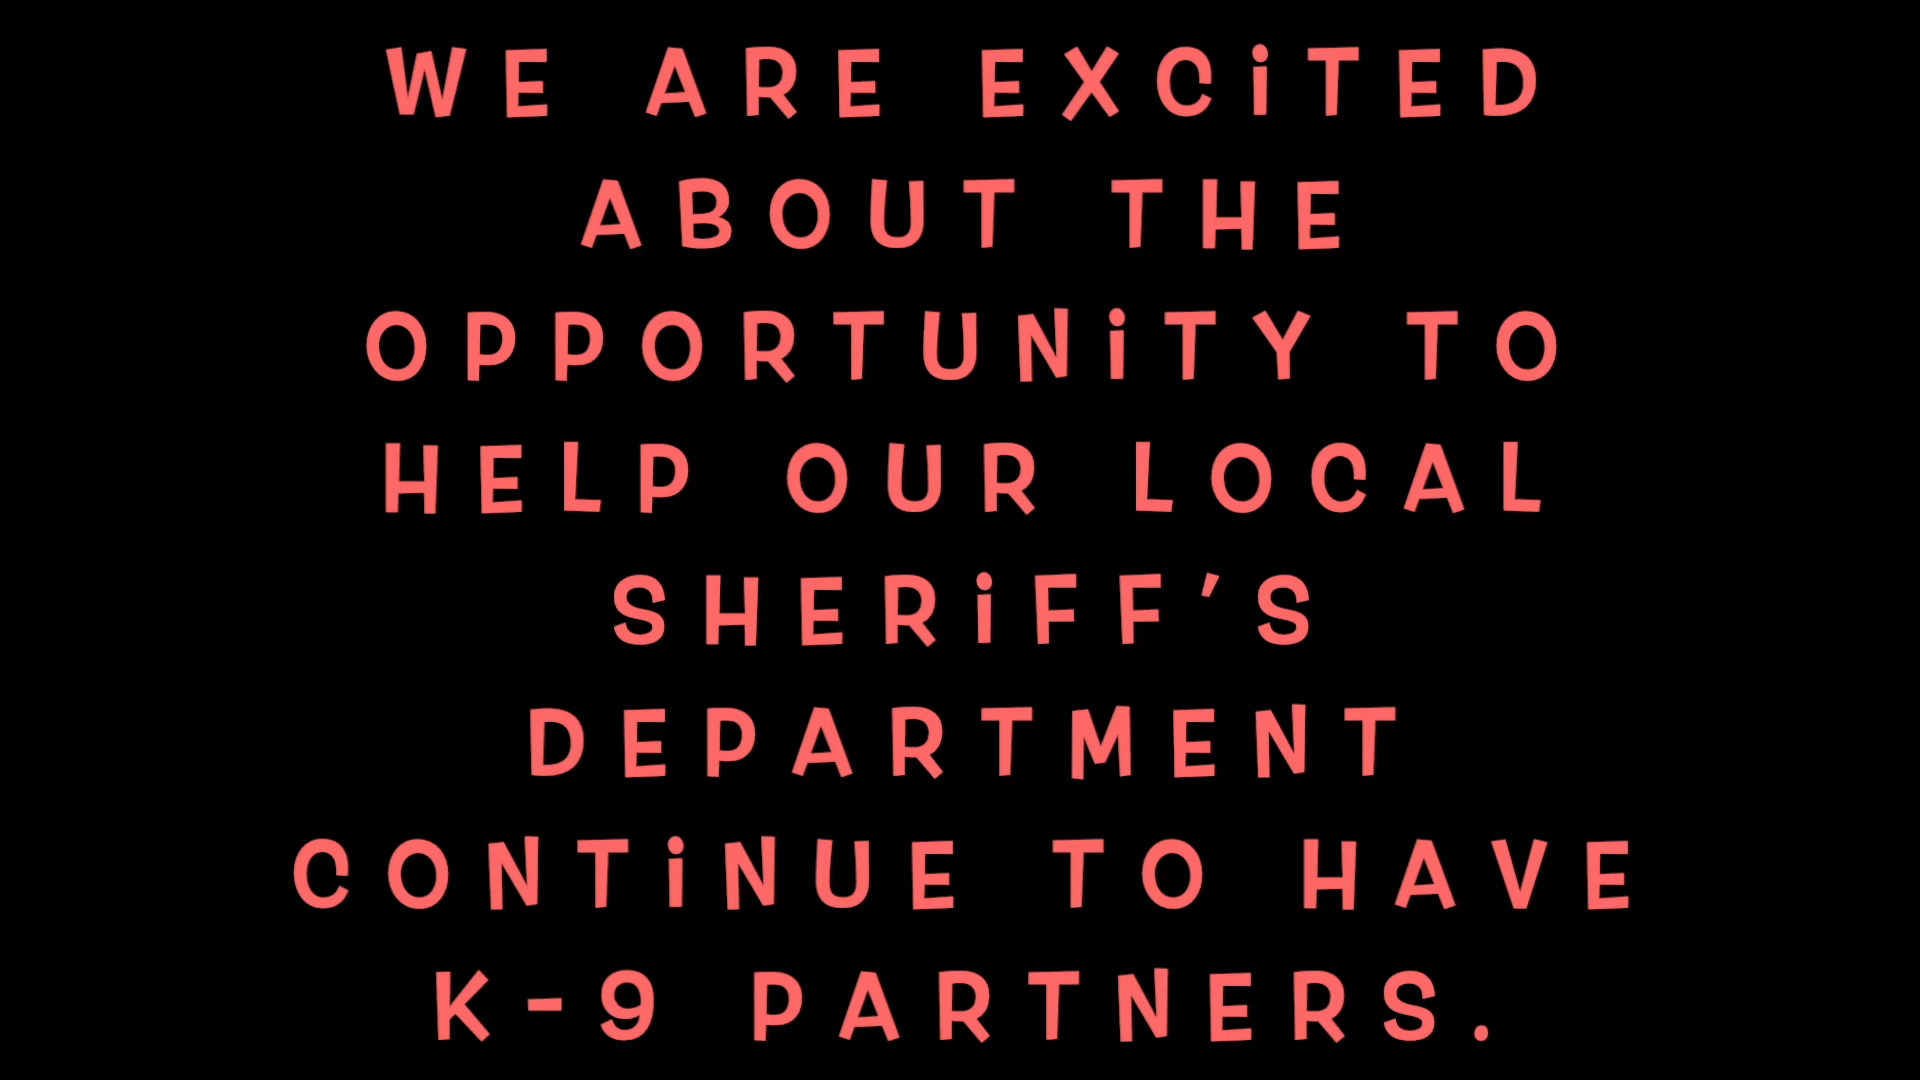 WE ARE EXCiTED
ABOUT THE
OPPORTUNiTY TO
HELP OUR LOCAL
SHERiFF'S
DEPARTMENT
CONTiNUE TO HAVE
K-9 PARTNERS.